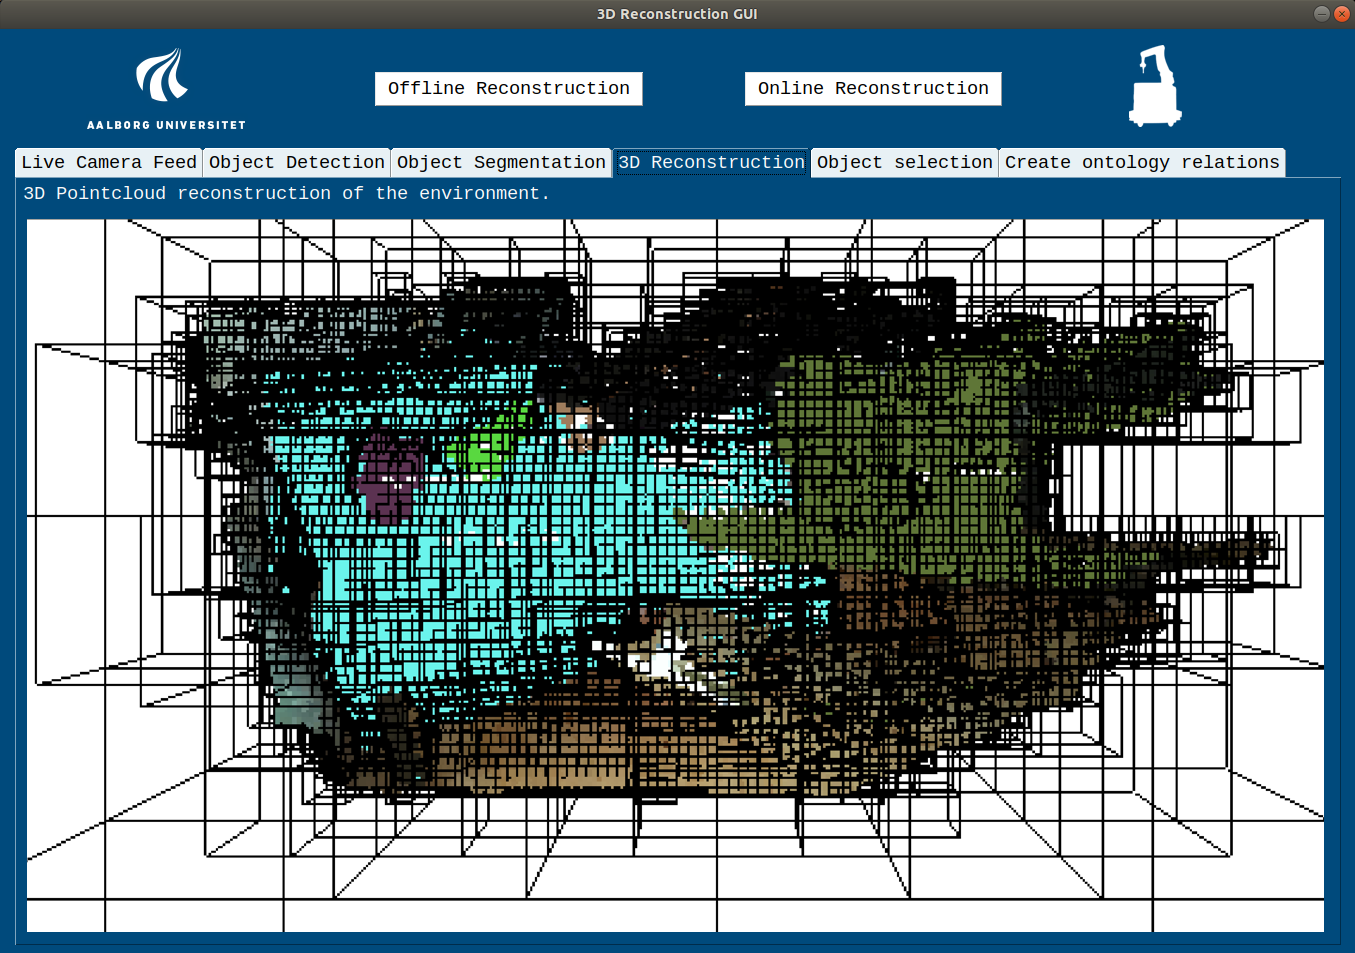 3D Reconstruction GUI
AALBORG UNIVERSITET
Offline Reconstruction
Online Reconstruction
Live Camera Feed
Object Detection
Object Segmentation
3D Reconstruction
Object selection
Create ontology relations
3D Pointcloud reconstruction of the environment.